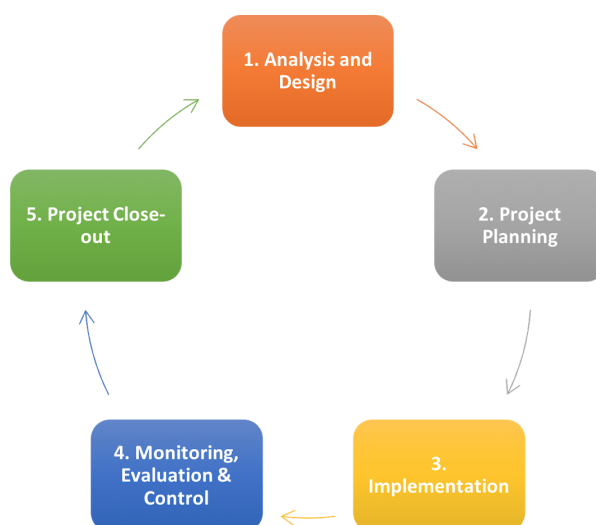 1. Analysis and
Design
2. Project
Planning
3.
Implementation
4. Monitoring,
Evaluation &
Control
5. Project Close-
out